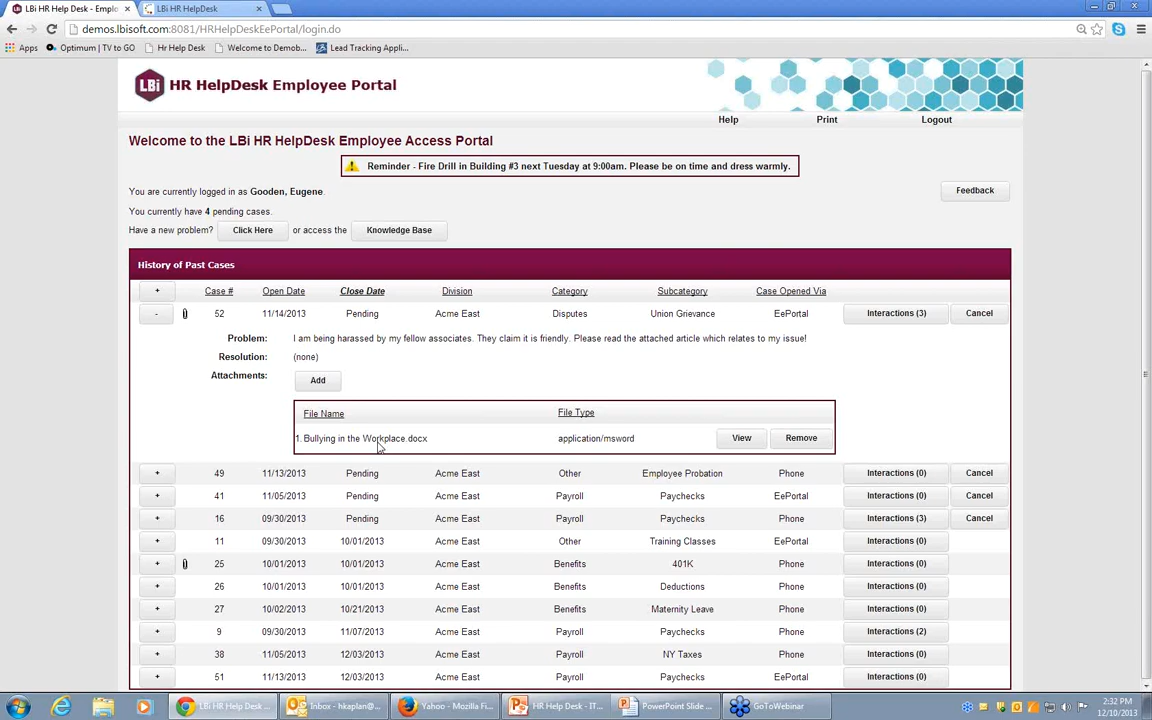 LBi HR Help Desk - Emplo
LBi HR HelpDesk
demos.lbisoft.com:8081/HRHelpDeskEePortal/login.do
Apps Optimum | TV to GO Hr Help Desk Welcome to Demob... Lead Tracking Appli...
LBi HR HelpDesk Employee Portal
Help Print Logout
Welcome to the LBi HR HelpDesk Employee Access Portal
Reminder - Fire Drill in Building #3 next Tuesday at 9:00am. Please be on time and dress warmly.
You are currently logged in as Gooden, Eugene.
Feedback
You currently have 4 pending cases.
Have a new problem? Click Here or access the Knowledge Base
History of Past Cases
+ Case # Open Date Close Date Division Category Subcategory Case Opened Via
- 52 11/14/2013 Pending Acme East Disputes Union Grievance EePortal Interactions (3) Cancel
Problem: I am being harassed by my fellow associates. They claim it is friendly. Please read the attached article which relates to my issue!
Resolution: (none)
Attachments: Add
File Name File Type
1. Bullying in the Workplace.docx application/msword View Remove
+ 49 11/13/2013 Pending Acme East Other Employee Probation Phone Interactions (0) Cancel
+ 41 11/05/2013 Pending Acme East Payroll Paychecks EePortal Interactions (0) Cancel
+ 16 09/30/2013 Pending Acme East Payroll Paychecks Phone Interactions (3) Cancel
+ 11 09/30/2013 10/01/2013 Acme East Other Training Classes EePortal Interactions (0)
+ 25 10/01/2013 10/01/2013 Acme East Benefits 401K Phone Interactions (0)
+ 26 10/01/2013 10/01/2013 Acme East Benefits Deductions Phone Interactions (0)
+ 27 10/02/2013 10/21/2013 Acme East Benefits Maternity Leave Phone Interactions (0)
+ 9 09/30/2013 11/07/2013 Acme East Payroll Paychecks Phone Interactions (2)
+ 38 11/05/2013 12/03/2013 Acme East Payroll NY Taxes Phone Interactions (0)
+ 51 11/13/2013 12/03/2013 Acme East Payroll Paychecks Phone Interactions (0)
LBi HR Help Desk ... Inbox - hkaplan@... Yahoo - Mozilla Fi... HR Help Desk - IT... PowerPoint Slide ... GoToWebinar
2:32 PM
12/10/2013